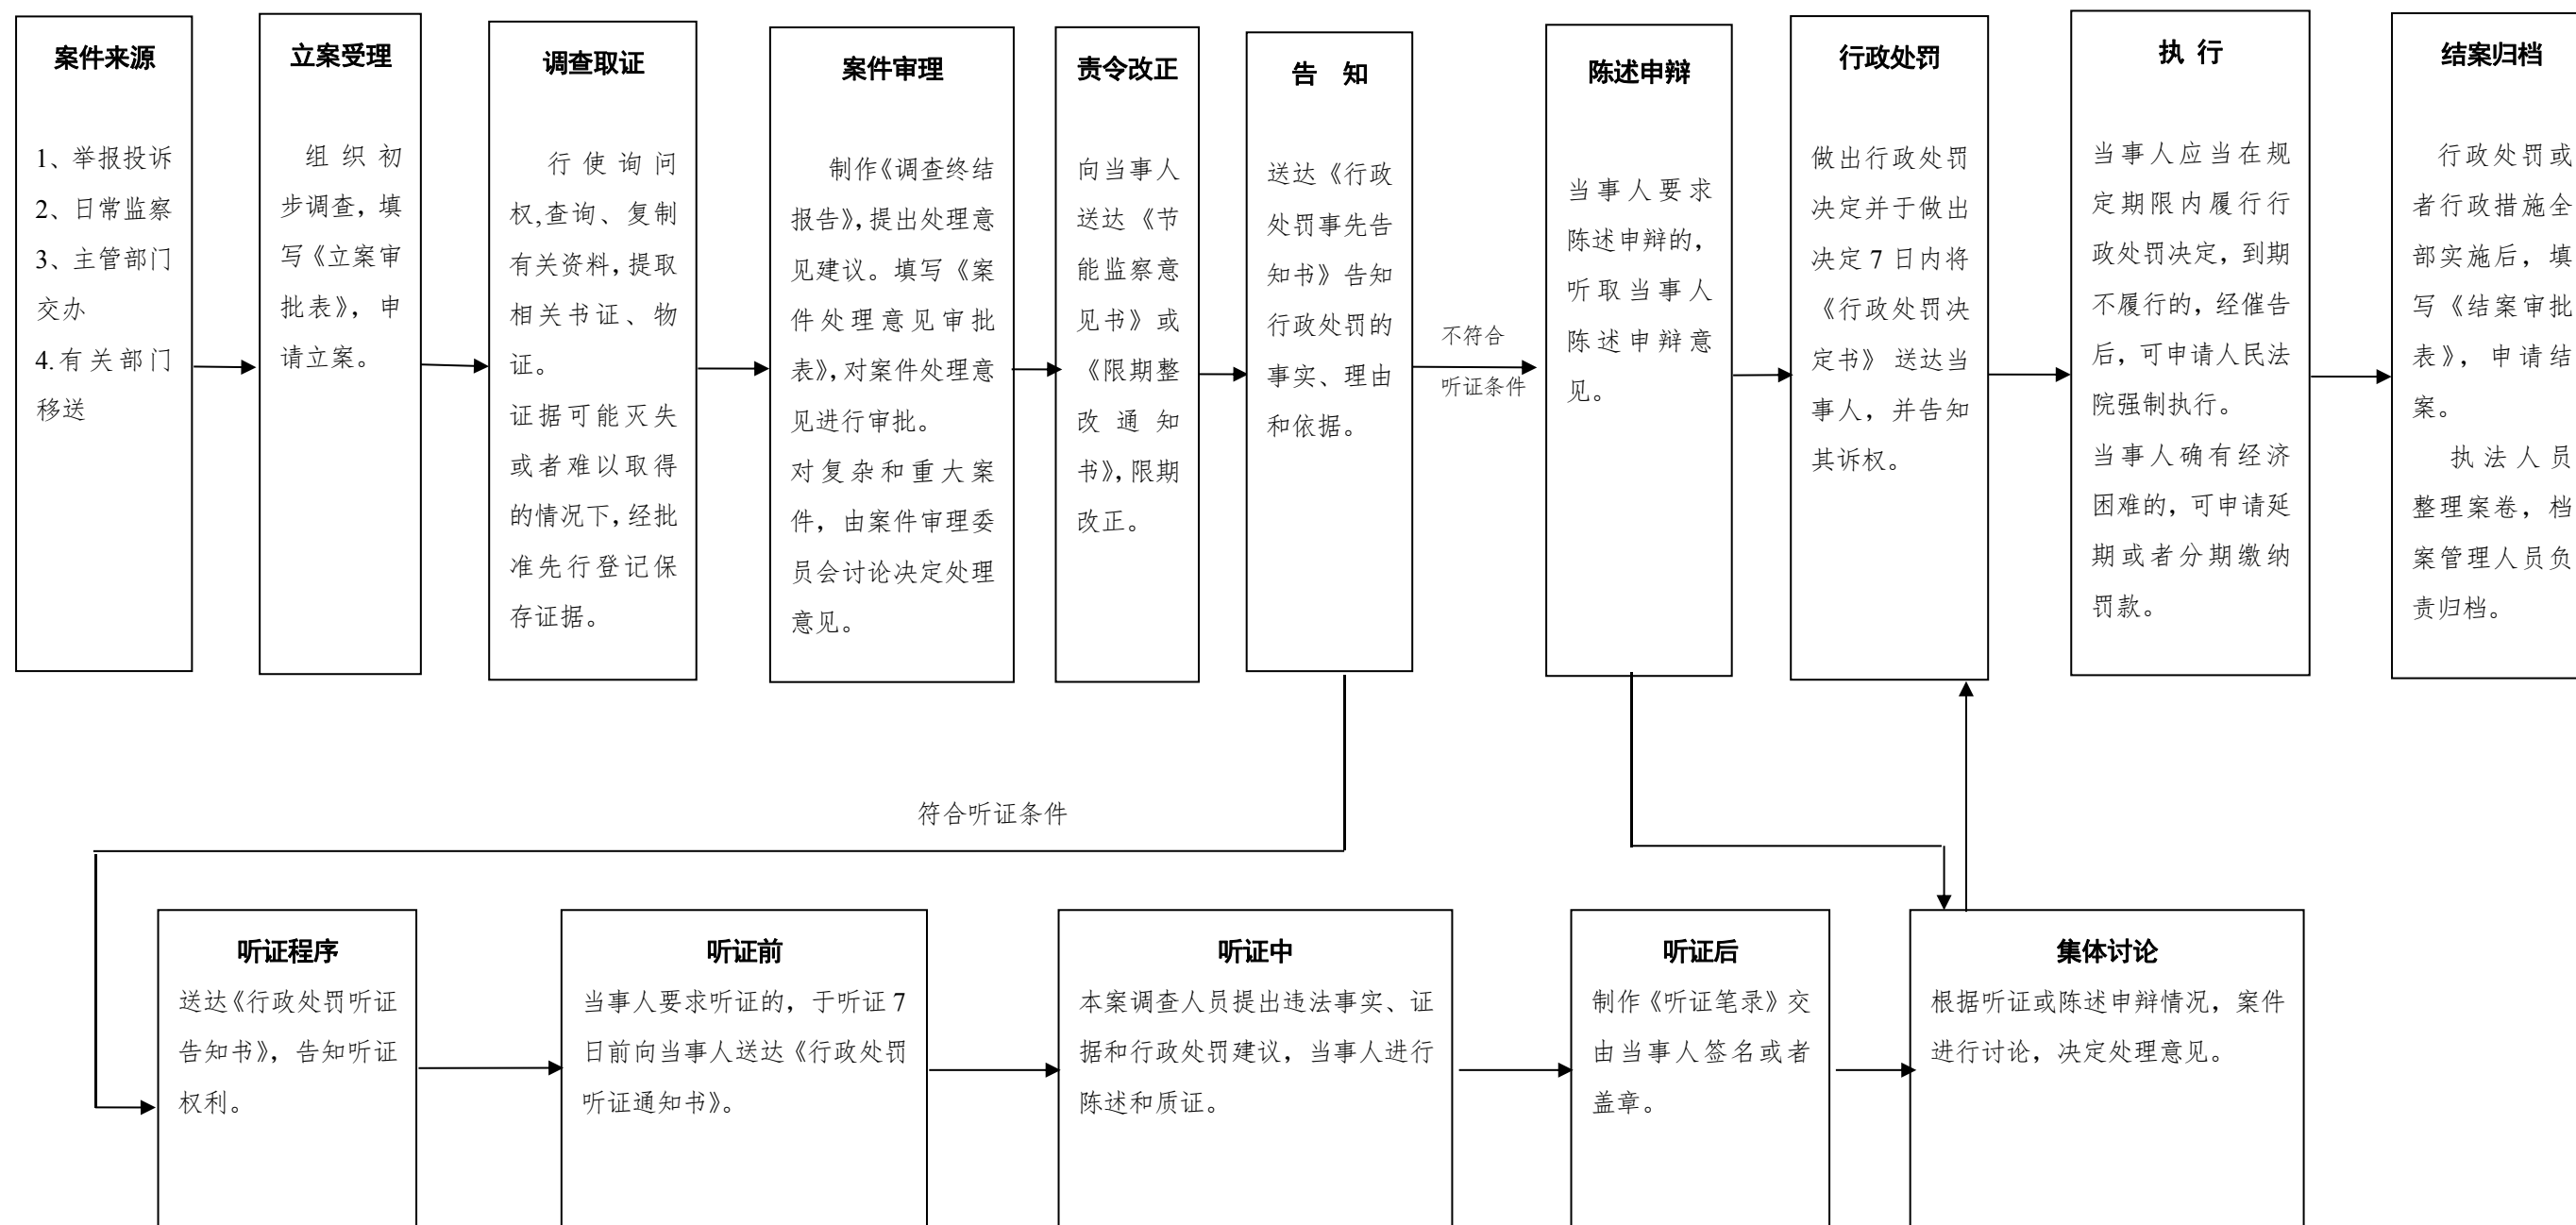 案件来源
1、举报投诉
2、日常监察
3、主管部门
交办
4.有关部门
移送
立案受理
组织初
步调查，填
写《立案审
批表》，申
请立案。
调查取证
行使询问
权,查询、复制
有关资料，提取
相关书证、物
证。
证据可能灭失
或者难以取得
的情况下，经批
准先行登记保
存证据。
案件审理
制作《调查终结
报告》，提出处理意
见建议。填写《案
件处理意见审批
表》，对案件处理意
见进行审批。
对复杂和重大案
件，由案件审理委
员会讨论决定处理
意见。
责令改正
向当事人
送达《节
能监察意
见书》或
《限期整
改通知
书》，限期
改正。
告 知
送达《行政
处罚事先告
知书》告知
行政处罚的
事实、理由
和依据。
不符合
听证条件
陈述申辩
当事人要求
陈述申辩的，
听取当事人
陈述申辩意
见。
行政处罚
做出行政处罚
决定并于做出
决定 7 日内将
《行政处罚决
定书》 送达当
事人，并告知
其诉权。
执 行
当事人应当在规
定期限内履行行
政处罚决定，到期
不履行的，经催告
后，可申请人民法
院强制执行。
当事人确有经济
困难的，可申请延
期或者分期缴纳
罚款。
结案归档
行政处罚或
者行政措施全
部实施后，填
写《结案审批
表》，申请结
案。
执法人员
整理案卷，档
案管理人员负
责归档。
符合听证条件
听证程序
送达《行政处罚听证
告知书》，告知听证
权利。
听证前
当事人要求听证的，于听证 7
日前向当事人送达《行政处罚
听证通知书》。
听证中
本案调查人员提出违法事实、证
据和行政处罚建议，当事人进行
陈述和质证。
听证后
制作《听证笔录》交
由当事人签名或者
盖章。
集体讨论
根据听证或陈述申辩情况，案件
进行讨论，决定处理意见。